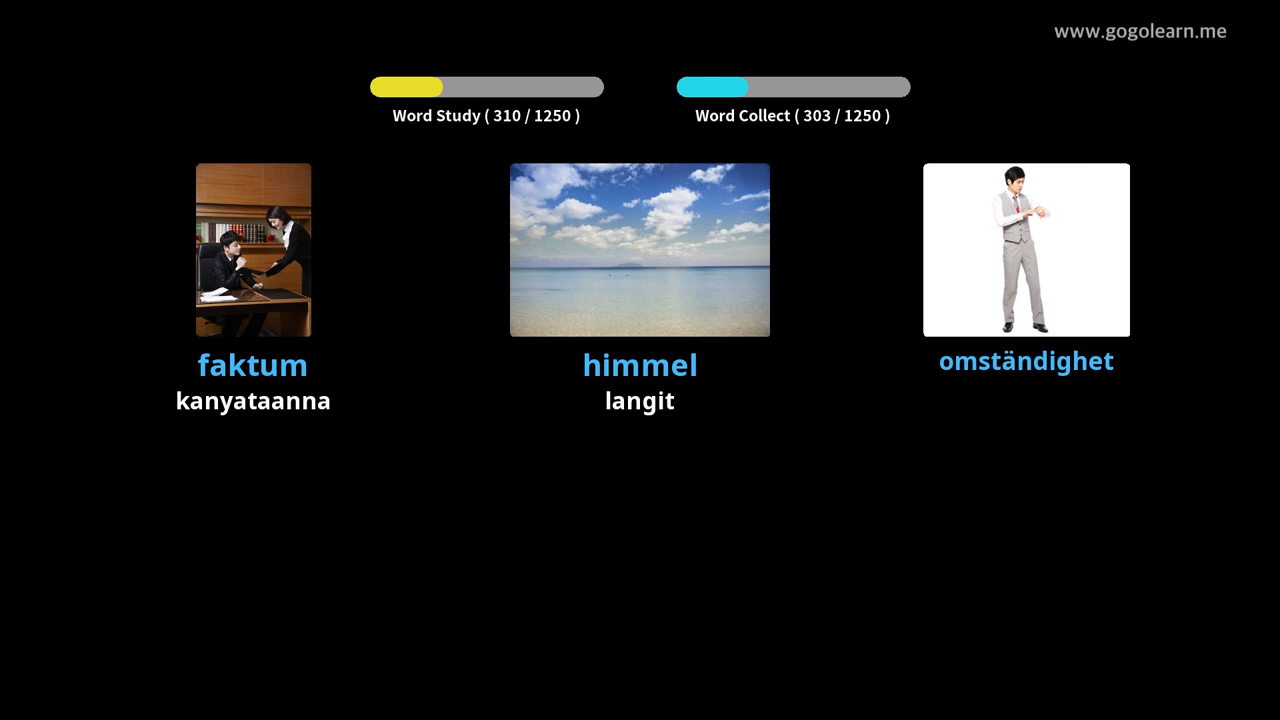 www.gogolearn.me
Word Study ( 310 / 1250 )
Word Collect ( 303 / 1250 )
faktum
kanyataanna
himmel
langit
omständighet